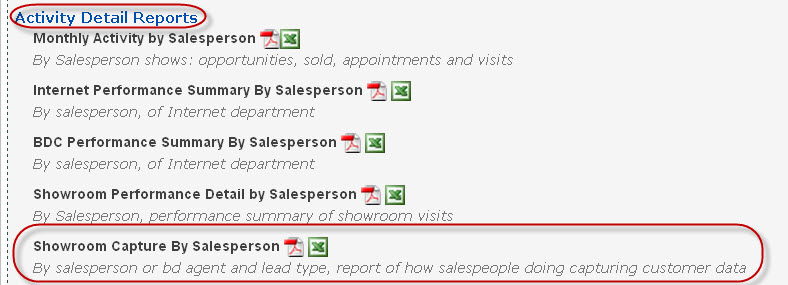 Activity Detail Reports
Monthly Activity by Salesperson
By Salesperson shows: opportunities, sold, appointments and visits
Internet Performance Summary By Salesperson
By salesperson, of Internet department
BDC Performance Summary By Salesperson
By salesperson, of Internet department
Showroom Performance Detail by Salesperson
By Salesperson, performance summary of showroom visits
Showroom Capture By Salesperson
By salesperson or bd agent and lead type, report of how salespeople doing capturing customer data